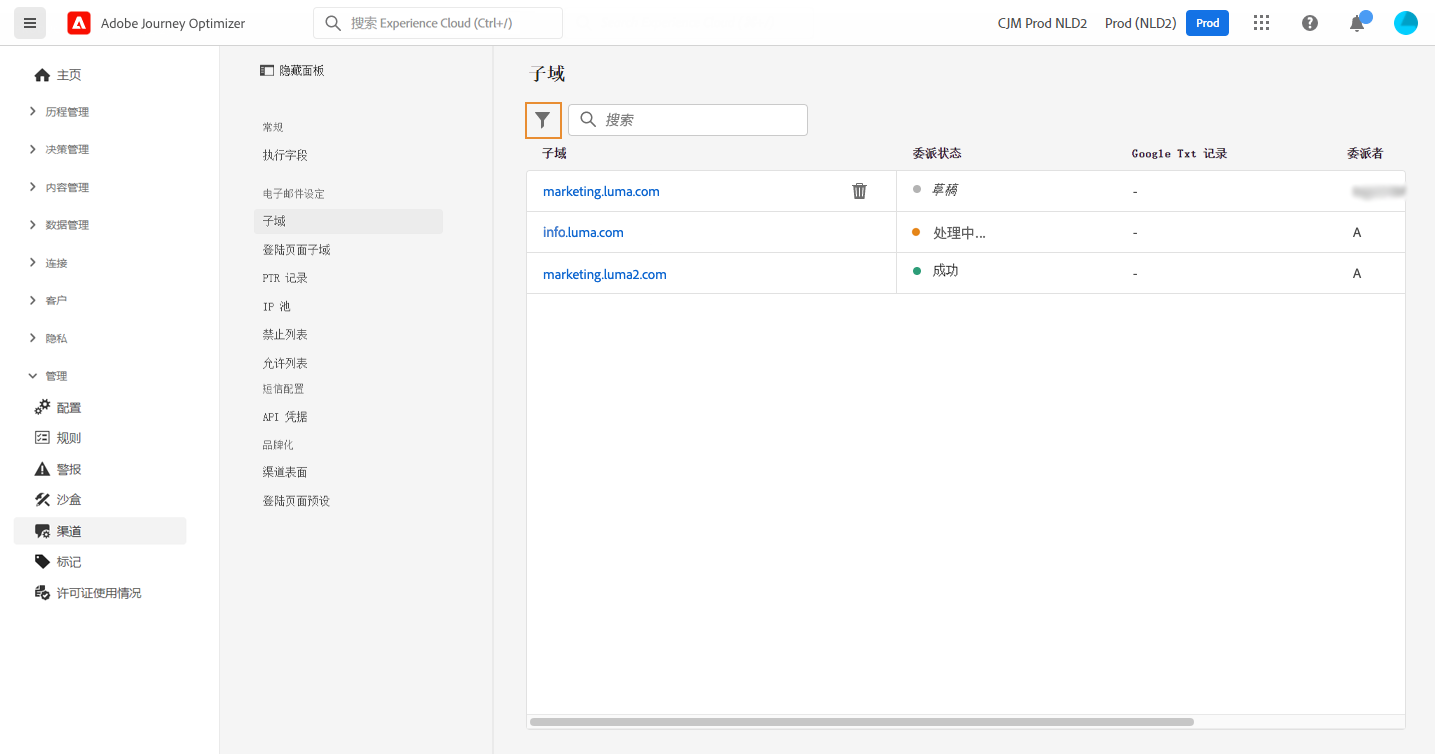 Adobe Journey Optimizer
搜索 Experience Cloud (Ctrl+/)
CJM Prod NLD2
Prod (NLD2)
Prod
主页
历程管理
决策管理
内容管理
数据管理
连接
客户
隐私
管理
配置
规则
警报
沙盒
渠道
标记
许可证使用情况
隐藏面板
常规
执行字段
电子邮件设定
子域
登陆页面子域
PTR 记录
IP 池
禁止列表
允许列表
短信配置
API 凭据
品牌化
渠道表面
登陆页面预设
子域
搜索
子域 委派状态 Google Txt 记录 委派者
marketing.luma.com 草稿 -
info.luma.com 处理中... - A
marketing.luma2.com 成功 - A